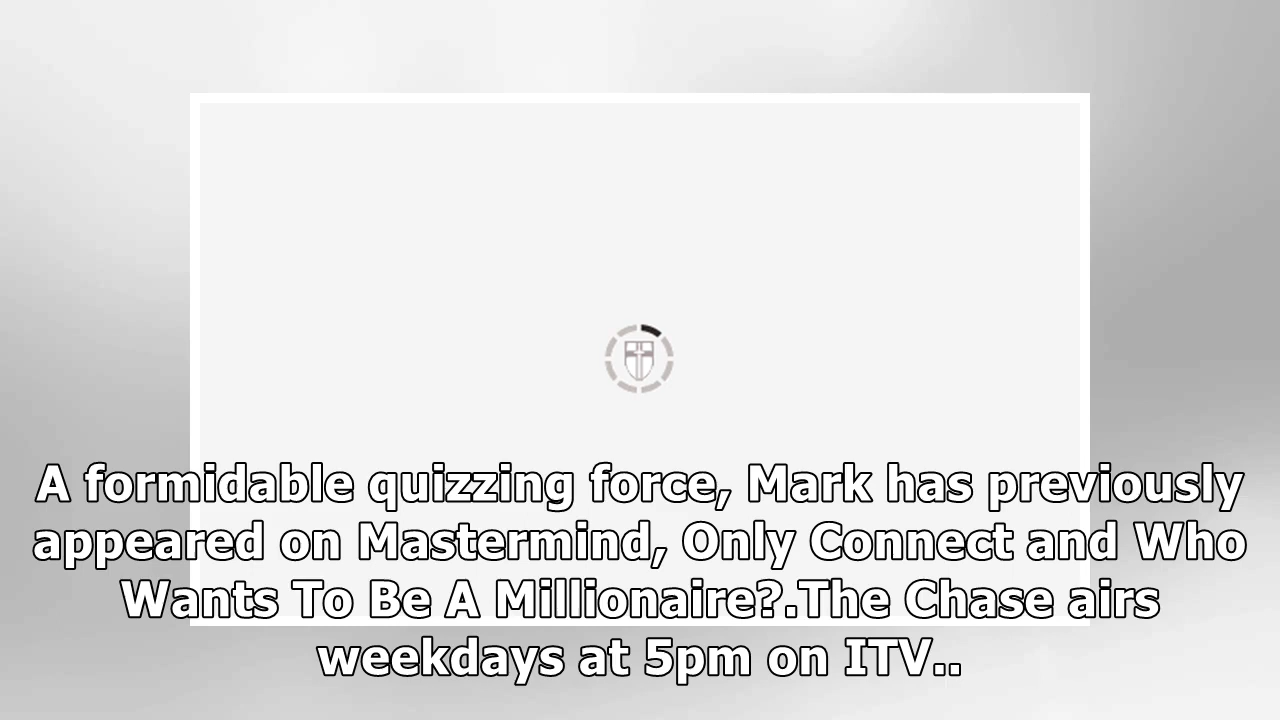 A formidable quizzing force, Mark has previously
appeared on Mastermind, Only Connect and Who
Wants To Be A Millionaire?.The Chase airs
weekdays at 5pm on ITV..